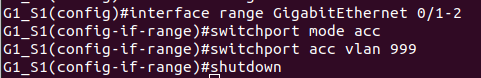 G1_S1(config)#interface range GigabitEthernet 0/1-2
G1_S1(config-if-range)#switchport mode acc
G1_S1(config-if-range)#switchport acc vlan 999
G1_S1(config-if-range)#shutdown